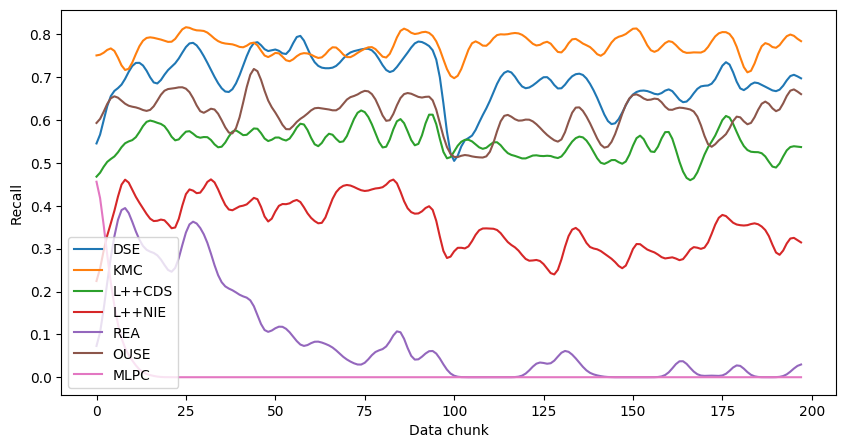 Recall
0.8
0.7
0.6
0.5
0.4
0.3
0.2
0.1
0.0
DSE
KMC
L++CDS
L++NIE
REA
OUSE
MLPC
0 25 50 75 100 125 150 175 200
Data chunk